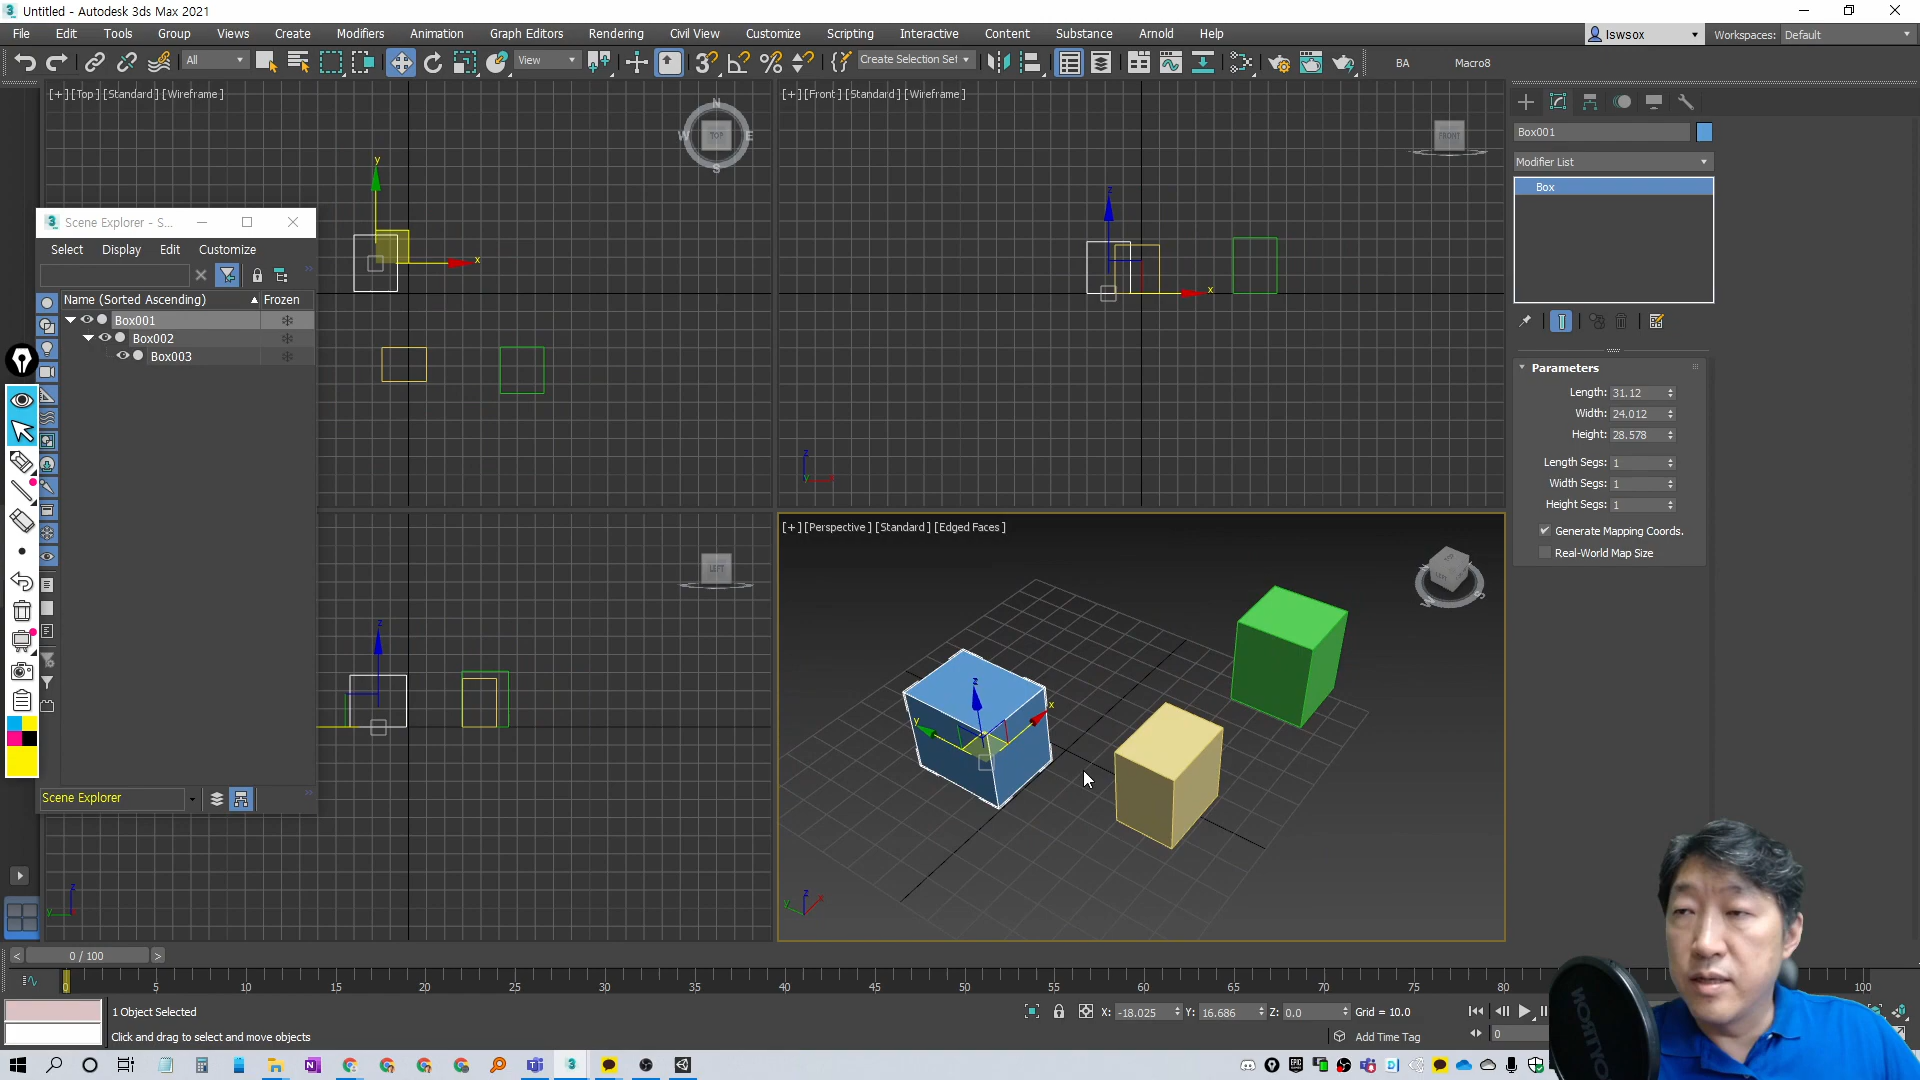 Untitled - Autodesk 3ds Max 2021
File Edit Tools Group Views Create Modifiers Animation Graph Editors Rendering Civil View Customize Scripting Interactive Content Substance Arnold Help
lswsox
Workspaces: Default
All
View
Create Selection Set
BA
Macro8
[+] [Top] [Standard] [Wireframe]
[+] [Front] [Standard] [Wireframe]
N
W TOP E
S
FRONT
Box001
Modifier List
Box
y
x
z
x
Scene Explorer - S...
Select Display Edit Customize
Name (Sorted Ascending) Frozen
Box001
Box002
Box003
Parameters
Length: 31.12
Width: 24.012
Height: 28.578
Length Segs: 1
Width Segs: 1
Height Segs: 1
Generate Mapping Coords.
Real-World Map Size
[+] [Perspective] [Standard] [Edged Faces]
LEFT
z
z
x
y
Scene Explorer
z
y
z
y x
< 0 / 100 >
0 5 10 15 20 25 30 35 40 45 50 55 60 65 70 75 80 100
1 Object Selected
X: -18.025 Y: 16.686 Z: 0.0 Grid = 10.0
Click and drag to select and move objects
Add Time Tag
0